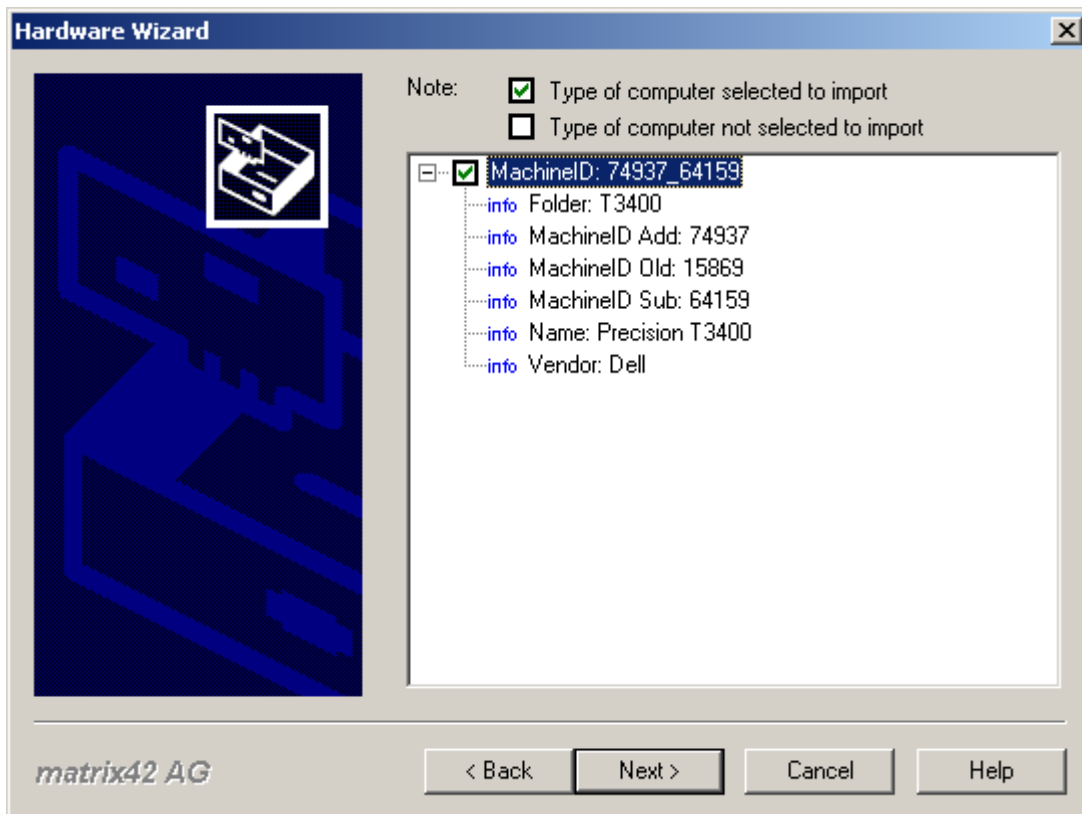 Hardware Wizard
Note: Type of computer selected to import
Type of computer not selected to import
MachineID: 74937_64159
info Folder: T3400
info MachineID Add: 74937
info MachineID Old: 15869
info MachineID Sub: 64159
info Name: Precision T3400
info Vendor: Dell
matrix42 AG
< Back Next > Cancel Help